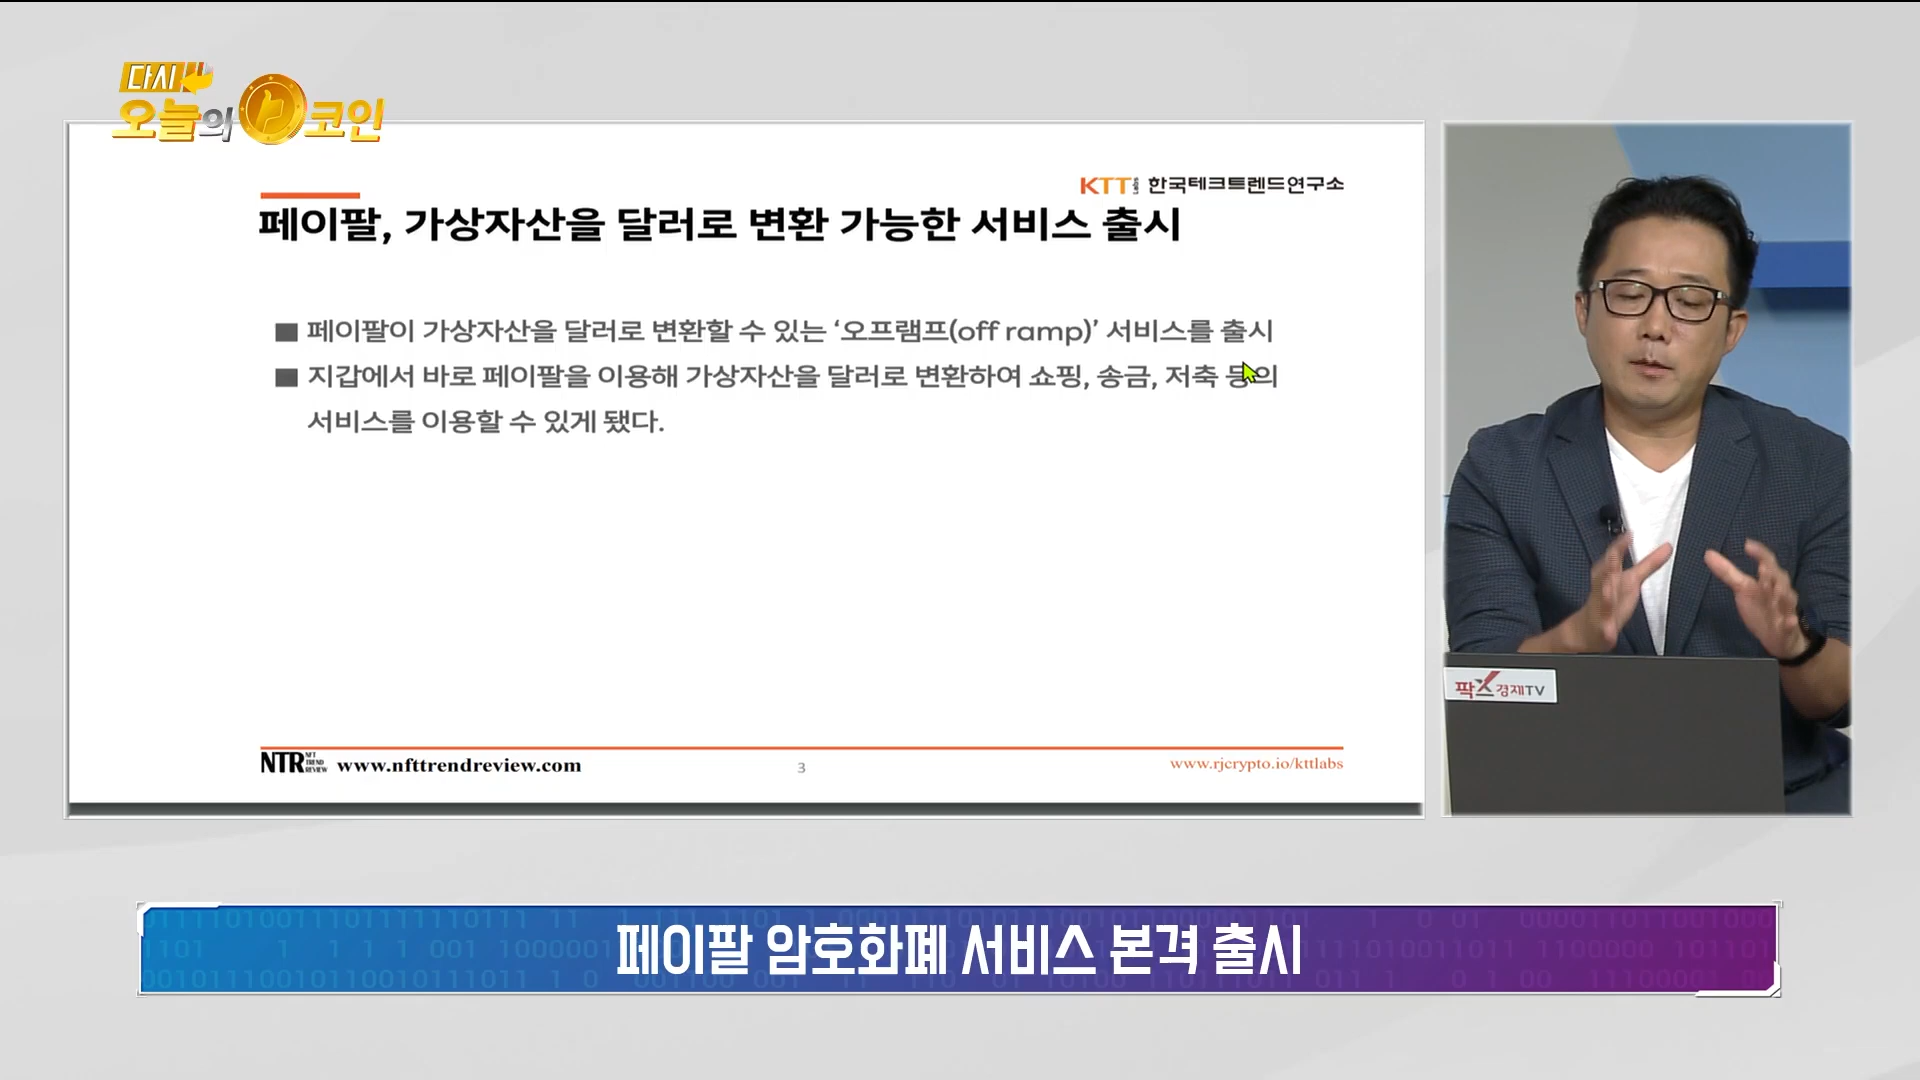 다시
오늘의 코인
KTT Labs 한국테크트렌드연구소
페이팔, 가상자산을 달러로 변환 가능한 서비스 출시
■ 페이팔이 가상자산을 달러로 변환할 수 있는 ‘오프램프(off ramp)’ 서비스를 출시
■ 지갑에서 바로 페이팔을 이용해 가상자산을 달러로 변환하여 쇼핑, 송금, 저축 등의
서비스를 이용할 수 있게 됐다.
팍스경제TV
NTR NFT TREND REVIEW www.nfttrendreview.com
3
www.rjcrypto.io/kttlabs
페이팔 암호화폐 서비스 본격 출시